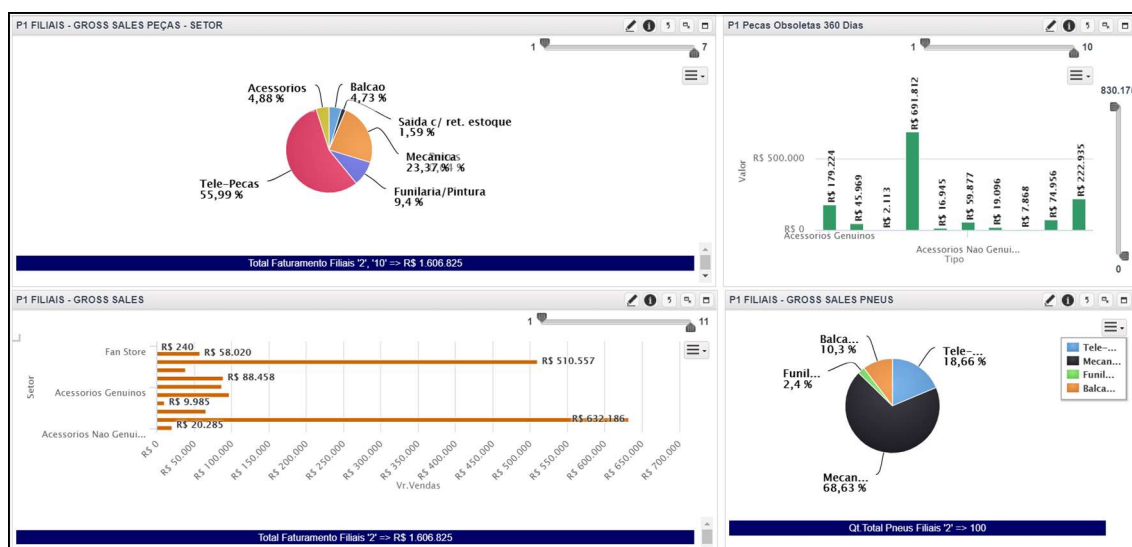 P1 FILIAIS - GROSS SALES PEÇAS - SETOR
1
7
Acessorios
4,88 %
Balcao
4,73 %
Saida c/ ret. estoque
1,59 %
Mecânica
23,37 %
Funilaria/Pintura
9,4 %
Tele-Pecas
55,99 %
Total Faturamento Filiais '2', '10' => R$ 1.606.825
P1 Pecas Obsoletas 360 Dias
1
10
830.175
0
Valor
R$ 500.000
R$ 0
R$ 179.224
R$ 45.969
R$ 2.113
R$ 691.812
R$ 16.945
R$ 59.877
R$ 19.096
R$ 7.868
R$ 74.956
R$ 222.935
Acessorios Genuinos
Acessorios Nao Genui...
Tipo
P1 FILIAIS - GROSS SALES
1
11
Setor
Fan Store
Acessorios Genuinos
Acessorios Nao Genui...
R$ 240
R$ 58.020
R$ 510.557
R$ 88.458
R$ 9.985
R$ 632.186
R$ 20.285
R$ 0
R$ 50.000
R$ 100.000
R$ 150.000
R$ 200.000
R$ 250.000
R$ 300.000
R$ 350.000
R$ 400.000
R$ 450.000
R$ 500.000
R$ 550.000
R$ 600.000
R$ 650.000
R$ 700.000
Vr.Vendas
Total Faturamento Filiais '2' => R$ 1.606.825
P1 FILIAIS - GROSS SALES PNEUS
Balca...
10,3 %
Tele-...
18,66 %
Funil...
2,4 %
Mecan...
68,63 %
Tele-...
Mecan...
Funil...
Balca...
Qt.Total Pneus Filiais '2' => 100